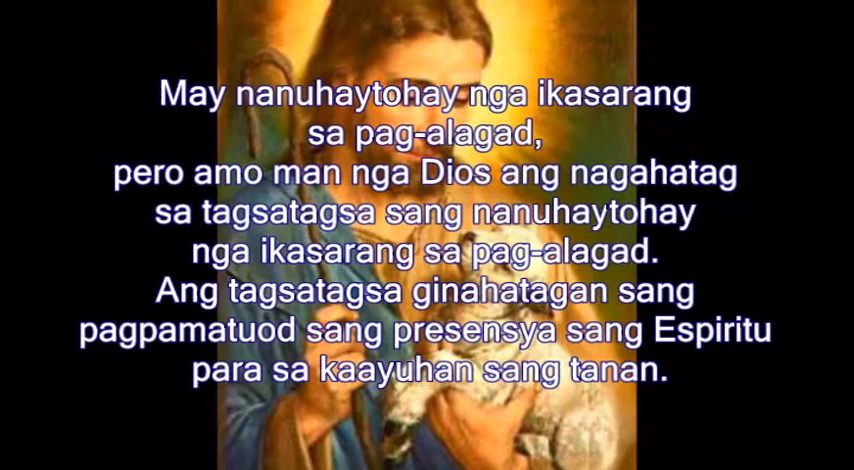 May nanuhaytohay nga ikasarang
sa pag-alagad,
pero amo man nga Dios ang nagahatag
sa tagsatagsa sang nanuhaytohay
nga ikasarang sa pag-alagad.
Ang tagsatagsa ginahatagan sang
pagpamatuod sang presensya sang Espiritu
para sa kaayuhan sang tanan.